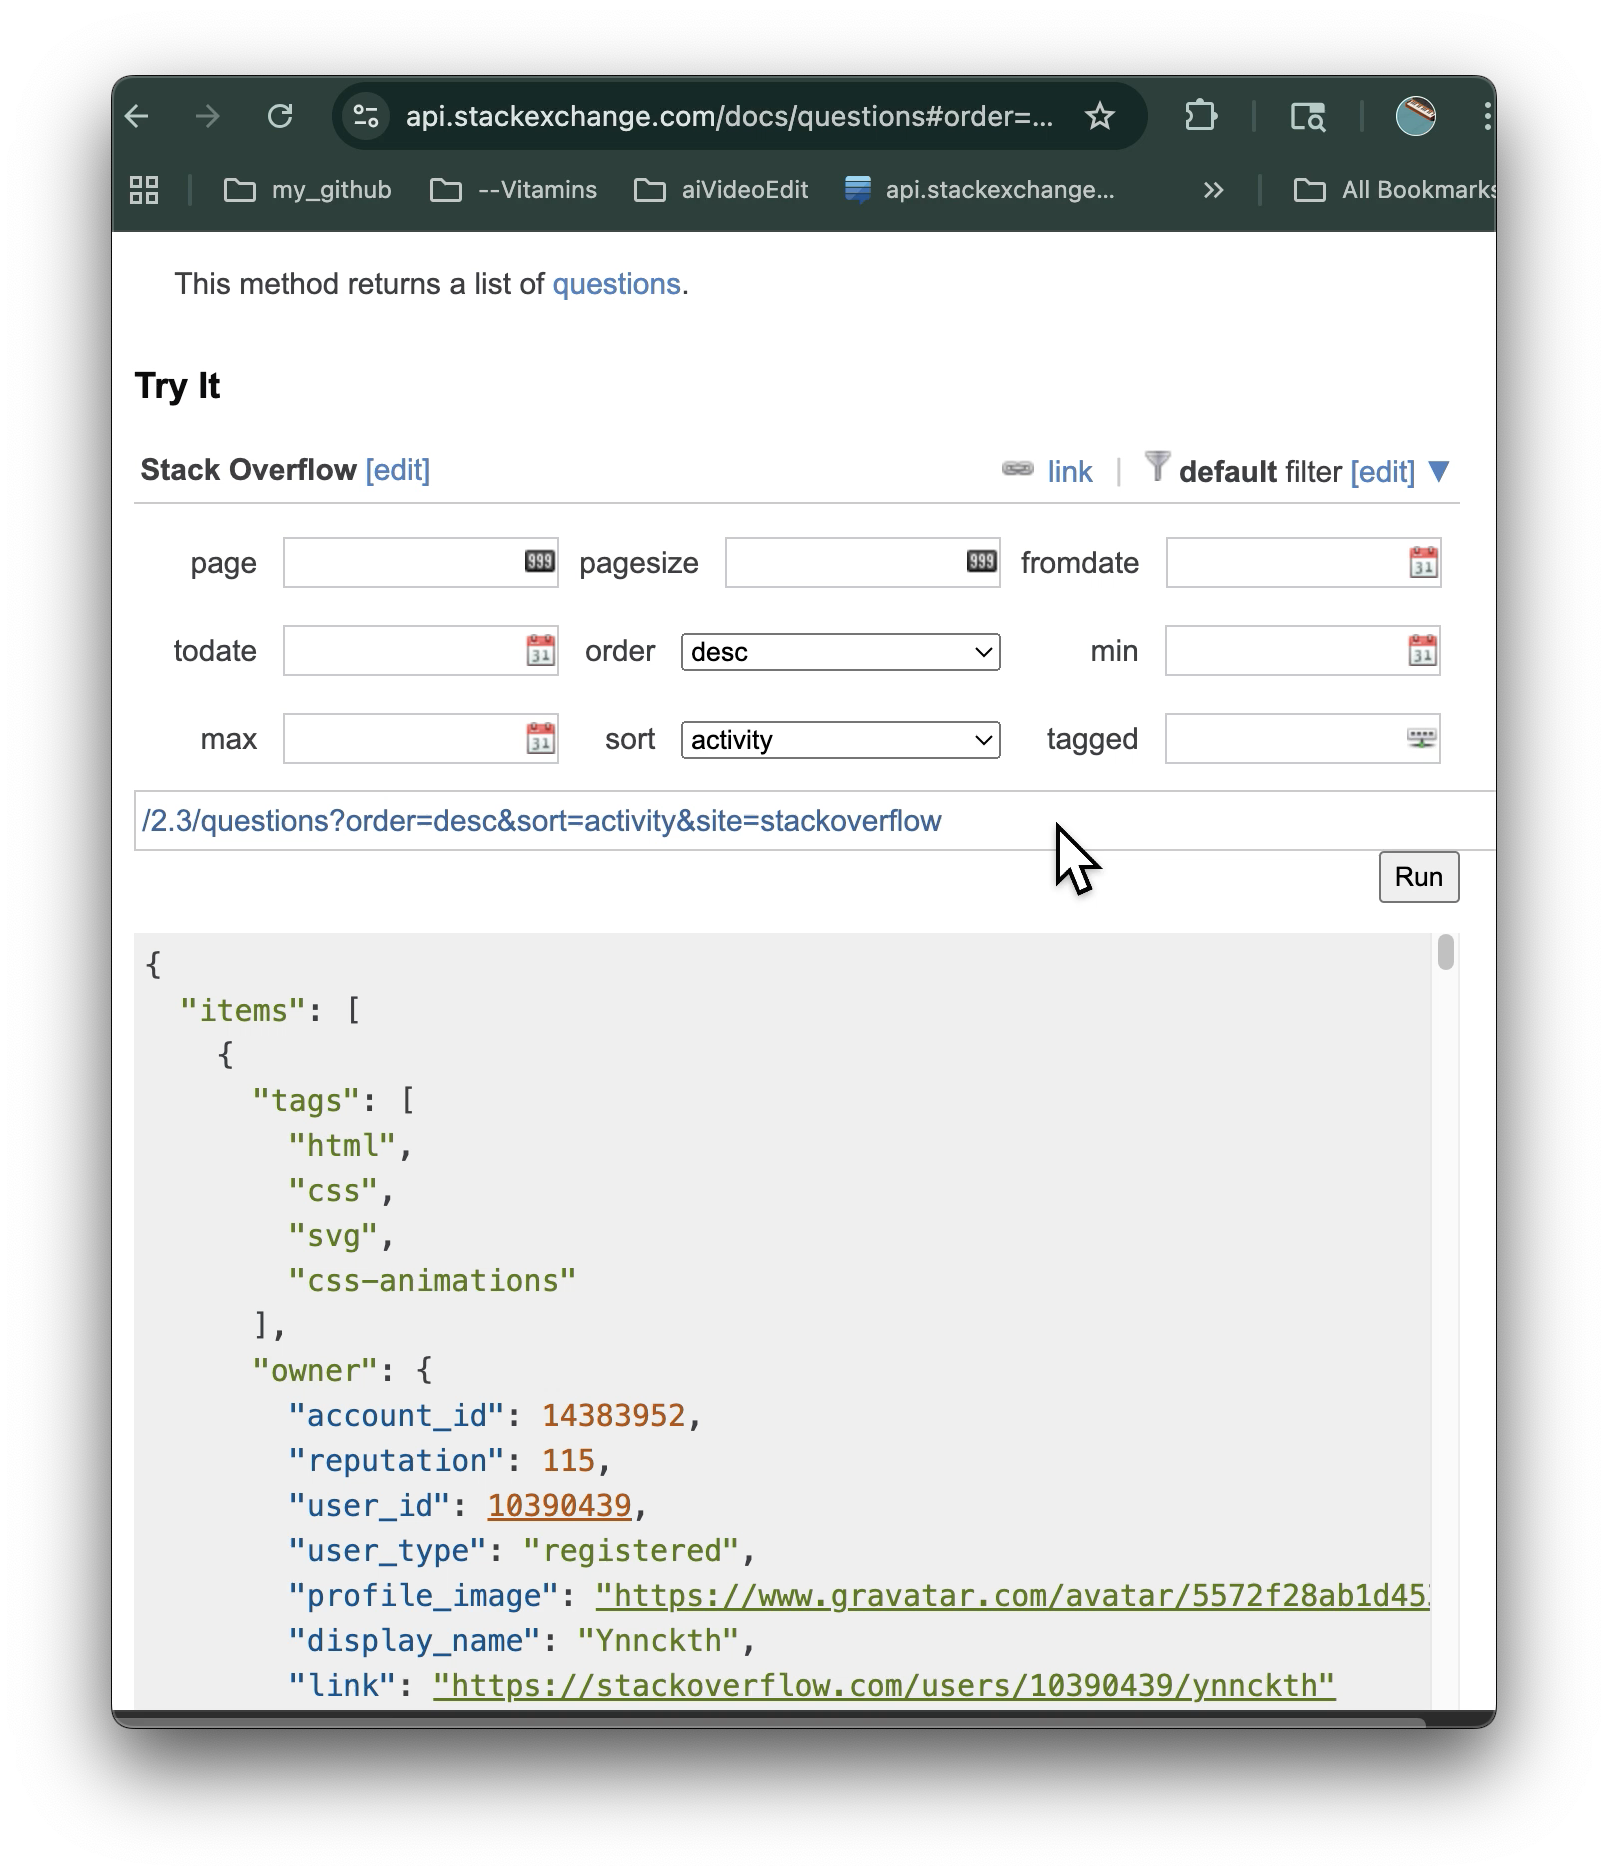 api.stackexchange.com/docs/questions#order=...
my_github --Vitamins aiVideoEdit api.stackexchange... All Bookmarks
This method returns a list of questions.
Try It
Stack Overflow [edit] link | default filter [edit] ▼
page 999 pagesize 999 fromdate 31
todate 31 order desc min 31
max 31 sort activity tagged
/2.3/questions?order=desc&sort=activity&site=stackoverflow
Run
{
"items": [
{
"tags": [
"html",
"css",
"svg",
"css-animations"
],
"owner": {
"account_id": 14383952,
"reputation": 115,
"user_id": 10390439,
"user_type": "registered",
"profile_image": "https://www.gravatar.com/avatar/5572f28ab1d45
"display_name": "Ynnckth",
"link": "https://stackoverflow.com/users/10390439/ynnckth"